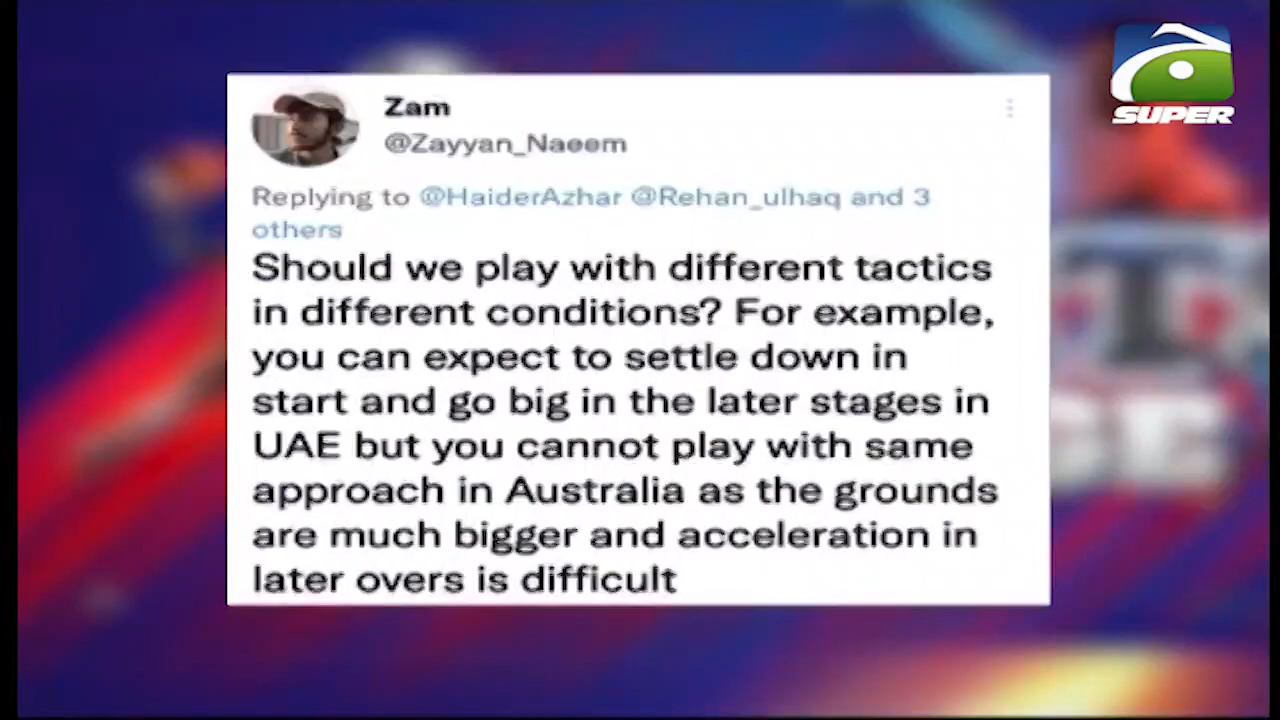 SUPER
Zam
@Zayyan_Naeem
Replying to @HaiderAzhar @Rehan_ulhaq and 3
others
Should we play with different tactics
in different conditions? For example,
you can expect to settle down in
start and go big in the later stages in
UAE but you cannot play with same
approach in Australia as the grounds
are much bigger and acceleration in
later overs is difficult